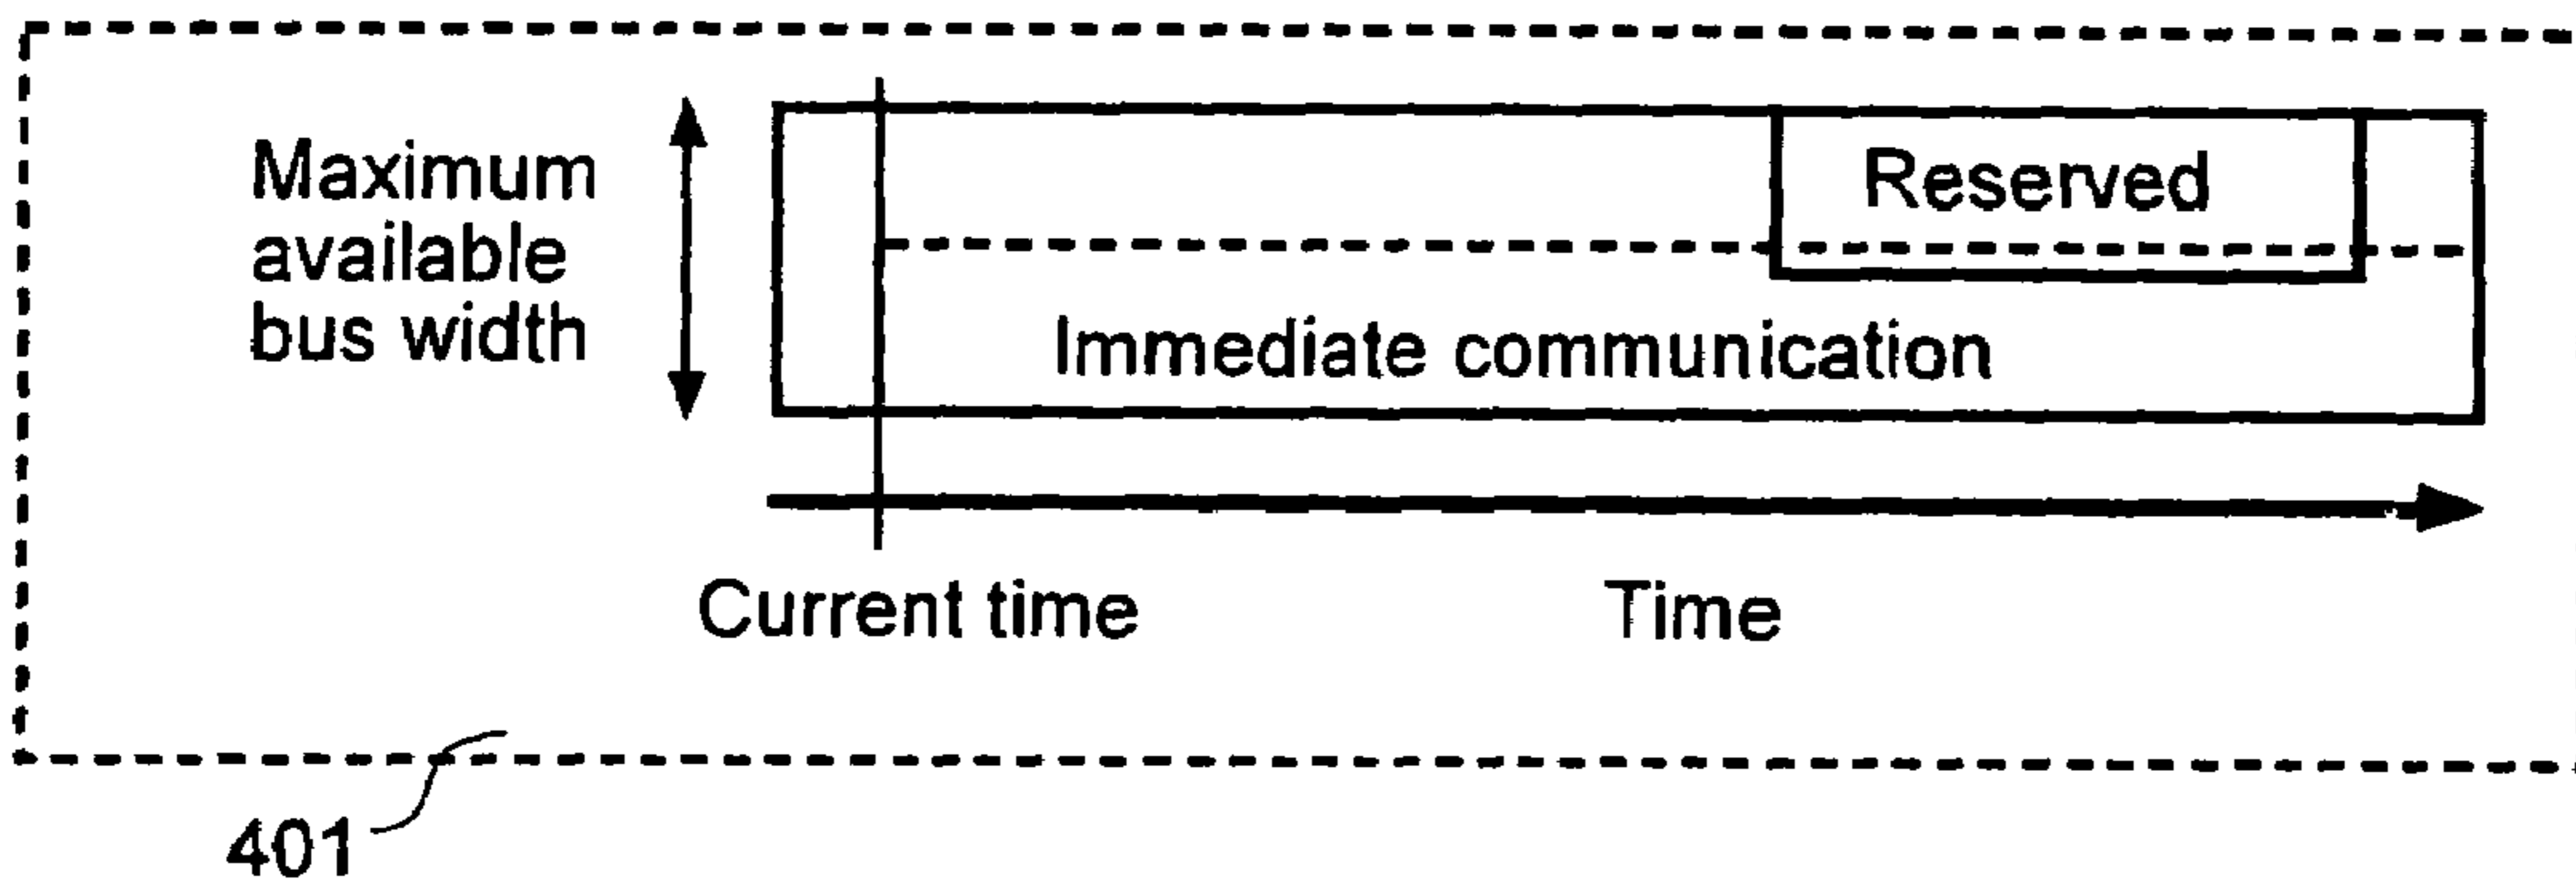 Maximum
available
bus width
Reserved
Immediate communication
Current time
Time
401